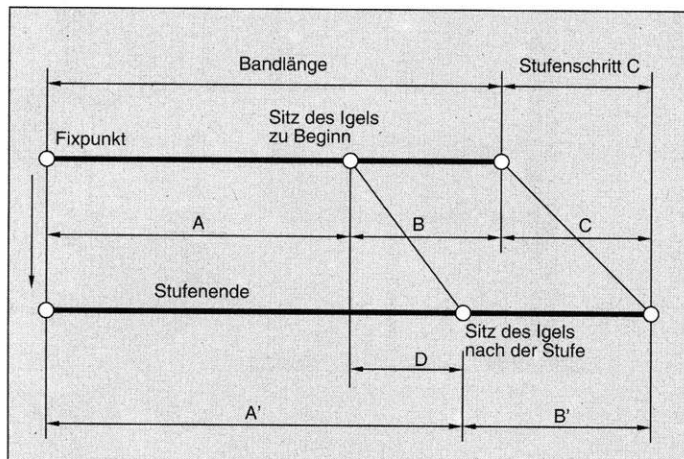 Bandlänge
Stufenschritt C
Sitz des Igels
zu Beginn
Fixpunkt
A
B
C
Stufenende
Sitz des Igels
nach der Stufe
D
A'
B'